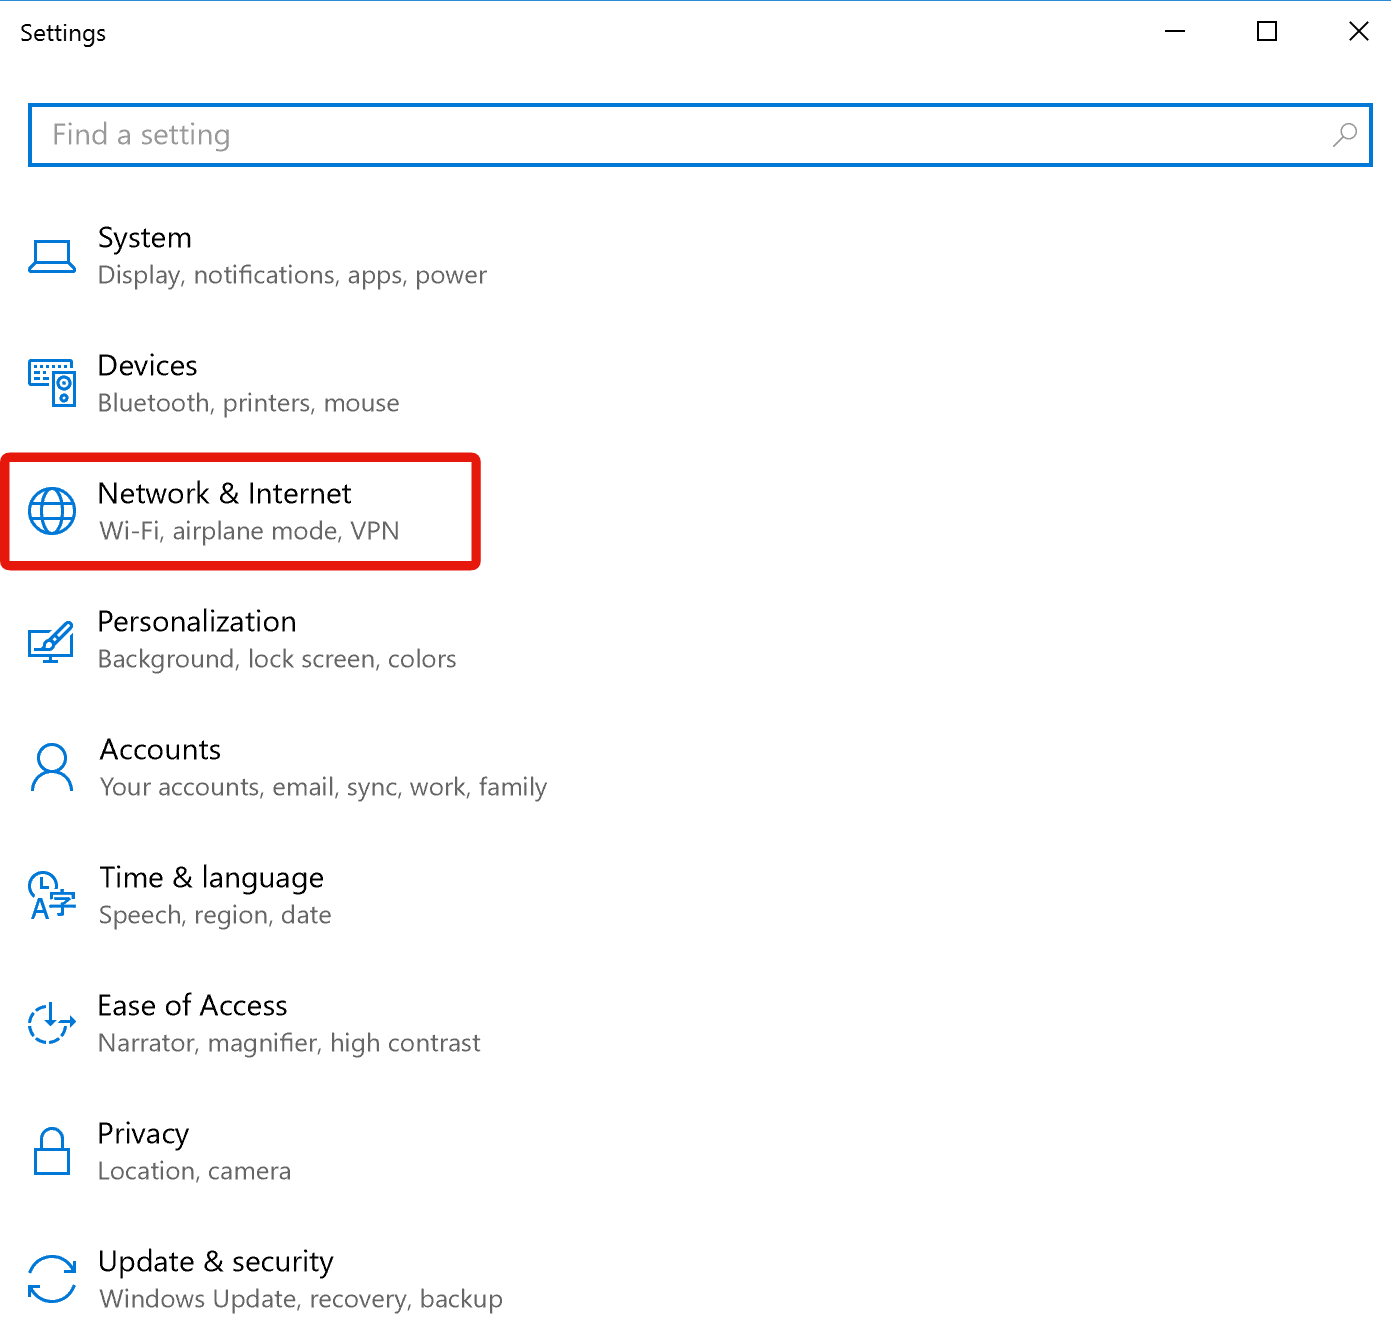 Settings
Find a setting
System
Display, notifications, apps, power
Devices
Bluetooth, printers, mouse
Network & Internet
Wi-Fi, airplane mode, VPN
Personalization
Background, lock screen, colors
Accounts
Your accounts, email, sync, work, family
Time & language
Speech, region, date
Ease of Access
Narrator, magnifier, high contrast
Privacy
Location, camera
Update & security
Windows Update, recovery, backup